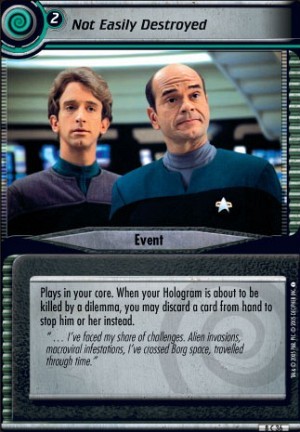 2
Not Easily Destroyed
Event
Plays in your core. When your Hologram is about to be
killed by a dilemma, you may discard a card from hand to
stop him or her instead.
“ . . . I've faced my share of challenges. Alien invasions,
macroviral infestations, I've crossed Borg space, travelled
through time.”